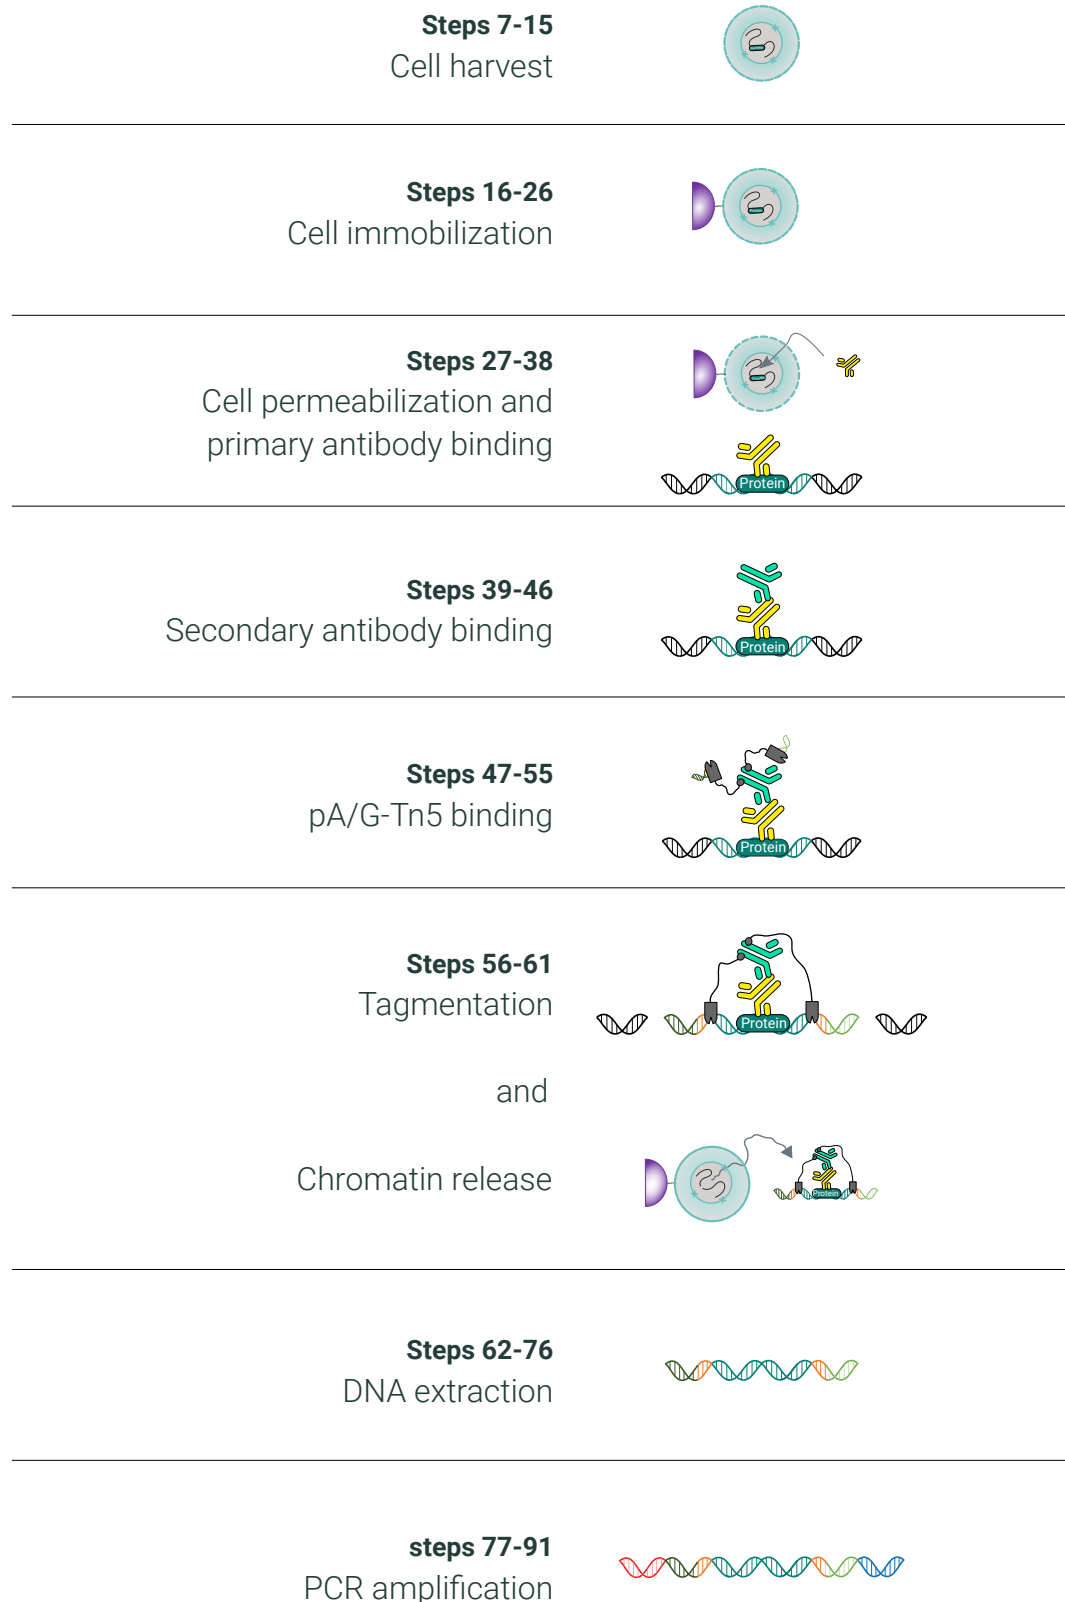 Steps 7-15
Cell harvest
Steps 16-26
Cell immobilization
Steps 27-38
Cell permeabilization and
primary antibody binding
Protein
Steps 39-46
Secondary antibody binding
Protein
Steps 47-55
pA/G-Tn5 binding
Protein
Steps 56-61
Tagmentation
Protein
and
Chromatin release
Protein
Steps 62-76
DNA extraction
steps 77-91
PCR amplification